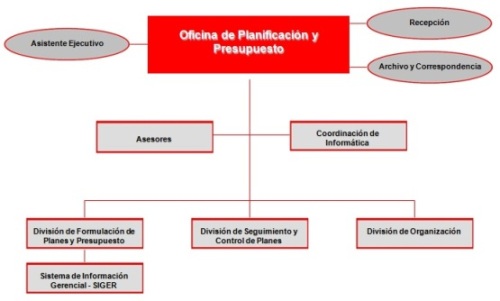 Oficina de Planificación y
Presupuesto
Recepción
Asistente Ejecutivo
Archivo y Correspondencia
Asesores
Coordinación de
Informática
División de Formulación de
Planes y Presupuesto
División de Seguimiento y
Control de Planes
División de Organización
Sistema de Información
Gerencial - SIGER